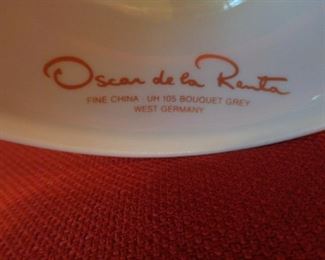 Oscar de la Renta
FINE CHINA · UH 105 BOUQUET GREY
WEST GERMANY